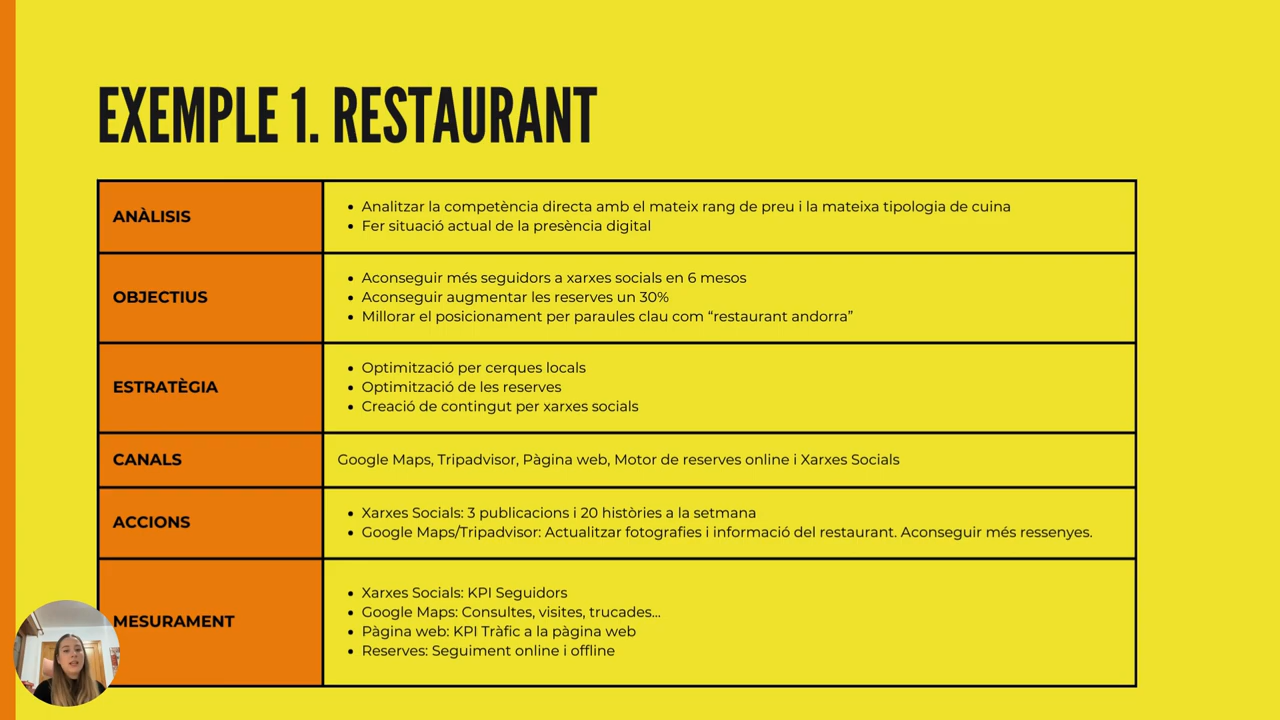 EXEMPLE 1. RESTAURANT
ANÀLISIS
Analitzar la competència directa amb el mateix rang de preu i la mateixa tipologia de cuina
Fer situació actual de la presència digital
OBJECTIUS
Aconseguir més seguidors a xarxes socials en 6 mesos
Aconseguir augmentar les reserves un 30%
Millorar el posicionament per paraules clau com “restaurant andorra”
ESTRATÈGIA
Optimització per cerques locals
Optimització de les reserves
Creació de contingut per xarxes socials
CANALS
Google Maps, Tripadvisor, Pàgina web, Motor de reserves online i Xarxes Socials
ACCIONS
Xarxes Socials: 3 publicacions i 20 històries a la setmana
Google Maps/Tripadvisor: Actualitzar fotografies i informació del restaurant. Aconseguir més ressenyes.
MESURAMENT
Xarxes Socials: KPI Seguidors
Google Maps: Consultes, visites, trucades...
Pàgina web: KPI Tràfic a la pàgina web
Reserves: Seguiment online i offline